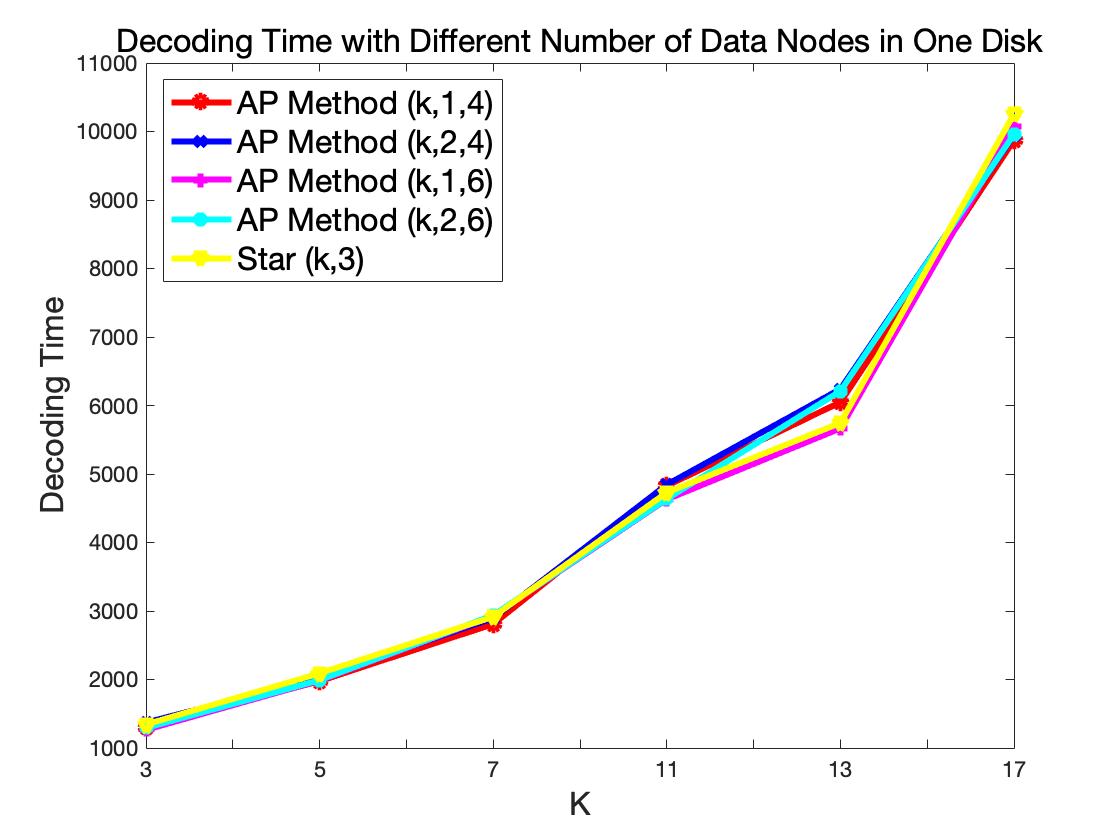 Decoding Time with Different Number of Data Nodes in One Disk
11000
10000
9000
8000
7000
6000
5000
4000
3000
2000
1000
Decoding Time
AP Method (k,1,4)
AP Method (k,2,4)
AP Method (k,1,6)
AP Method (k,2,6)
Star (k,3)
3 5 7 11 13 17
K